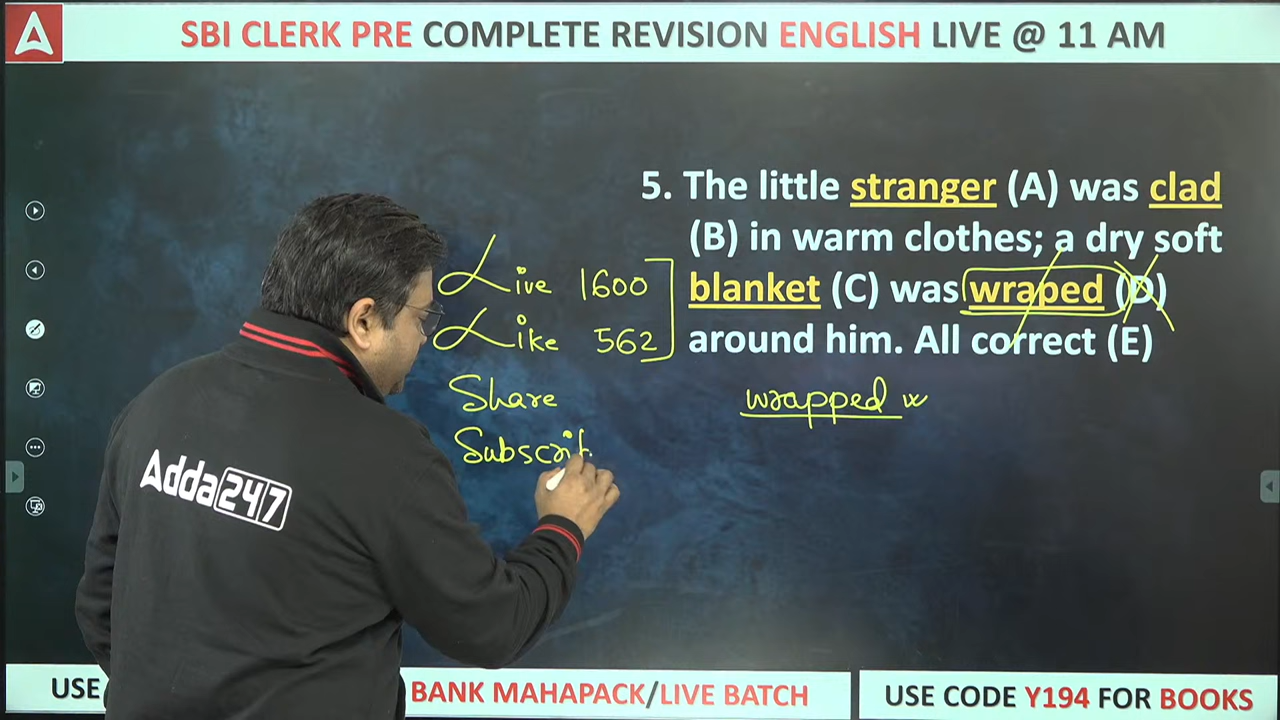 SBI CLERK PRE COMPLETE REVISION ENGLISH LIVE @ 11 AM
5. The little stranger (A) was clad
(B) in warm clothes; a dry soft
blanket (C) was wraped (D)
around him. All correct (E)
Live 1600
Like 562
Share
Subscrib
wrapped
Adda247
USE
BANK MAHAPACK/LIVE BATCH
USE CODE Y194 FOR BOOKS